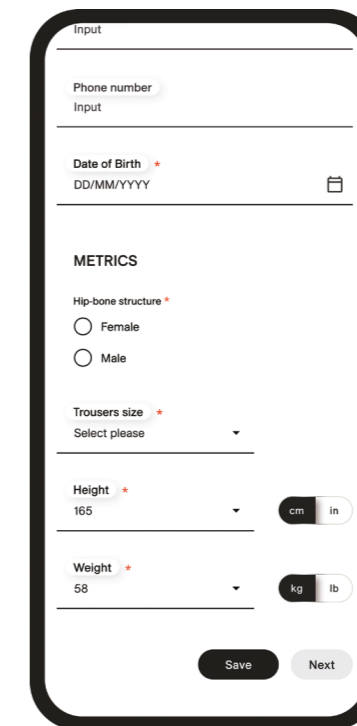 Input
Phone number
Input
Date of Birth *
DD/MM/YYYY
METRICS
Hip-bone structure *
Female
Male
Trousers size *
Select please
Height *
165 cm in
Weight *
58 kg lb
Save Next